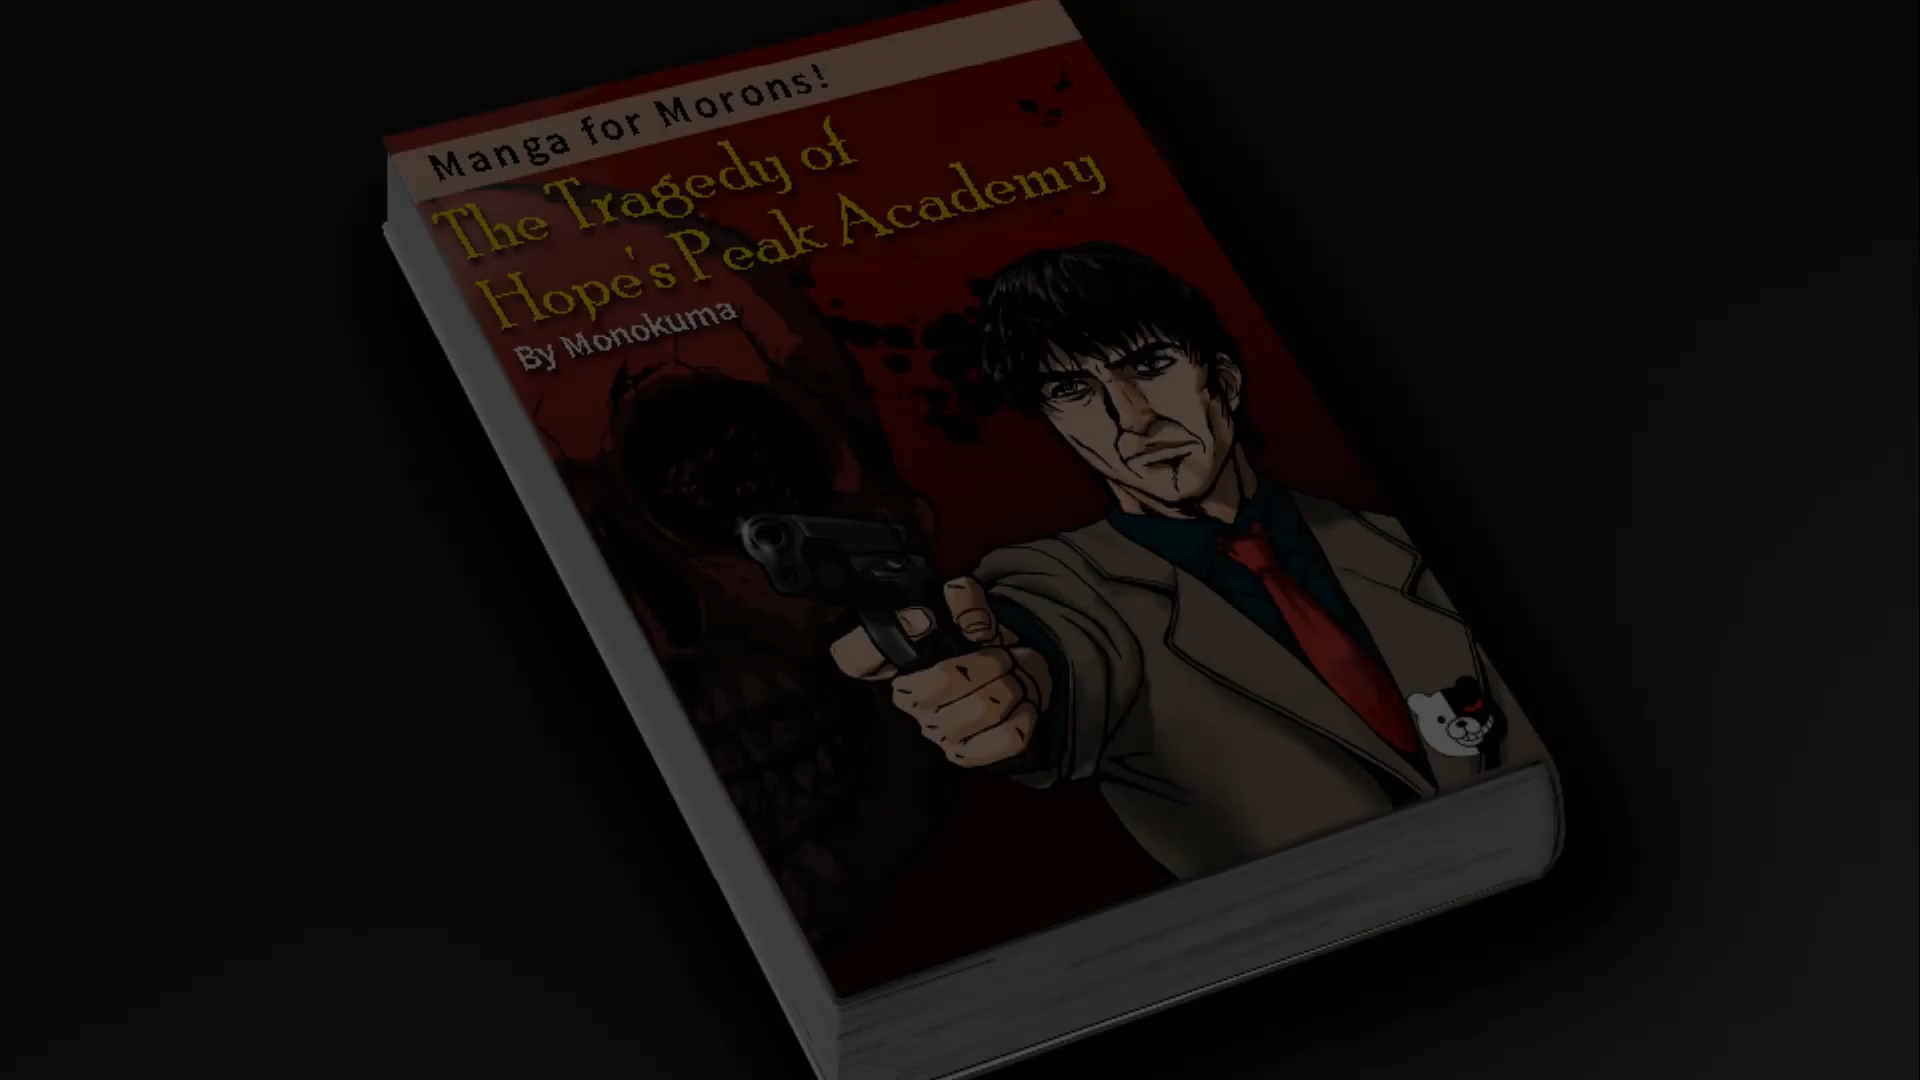 Manga for Morons!
The Tragedy of
Hope's Peak Academy
By Monokuma